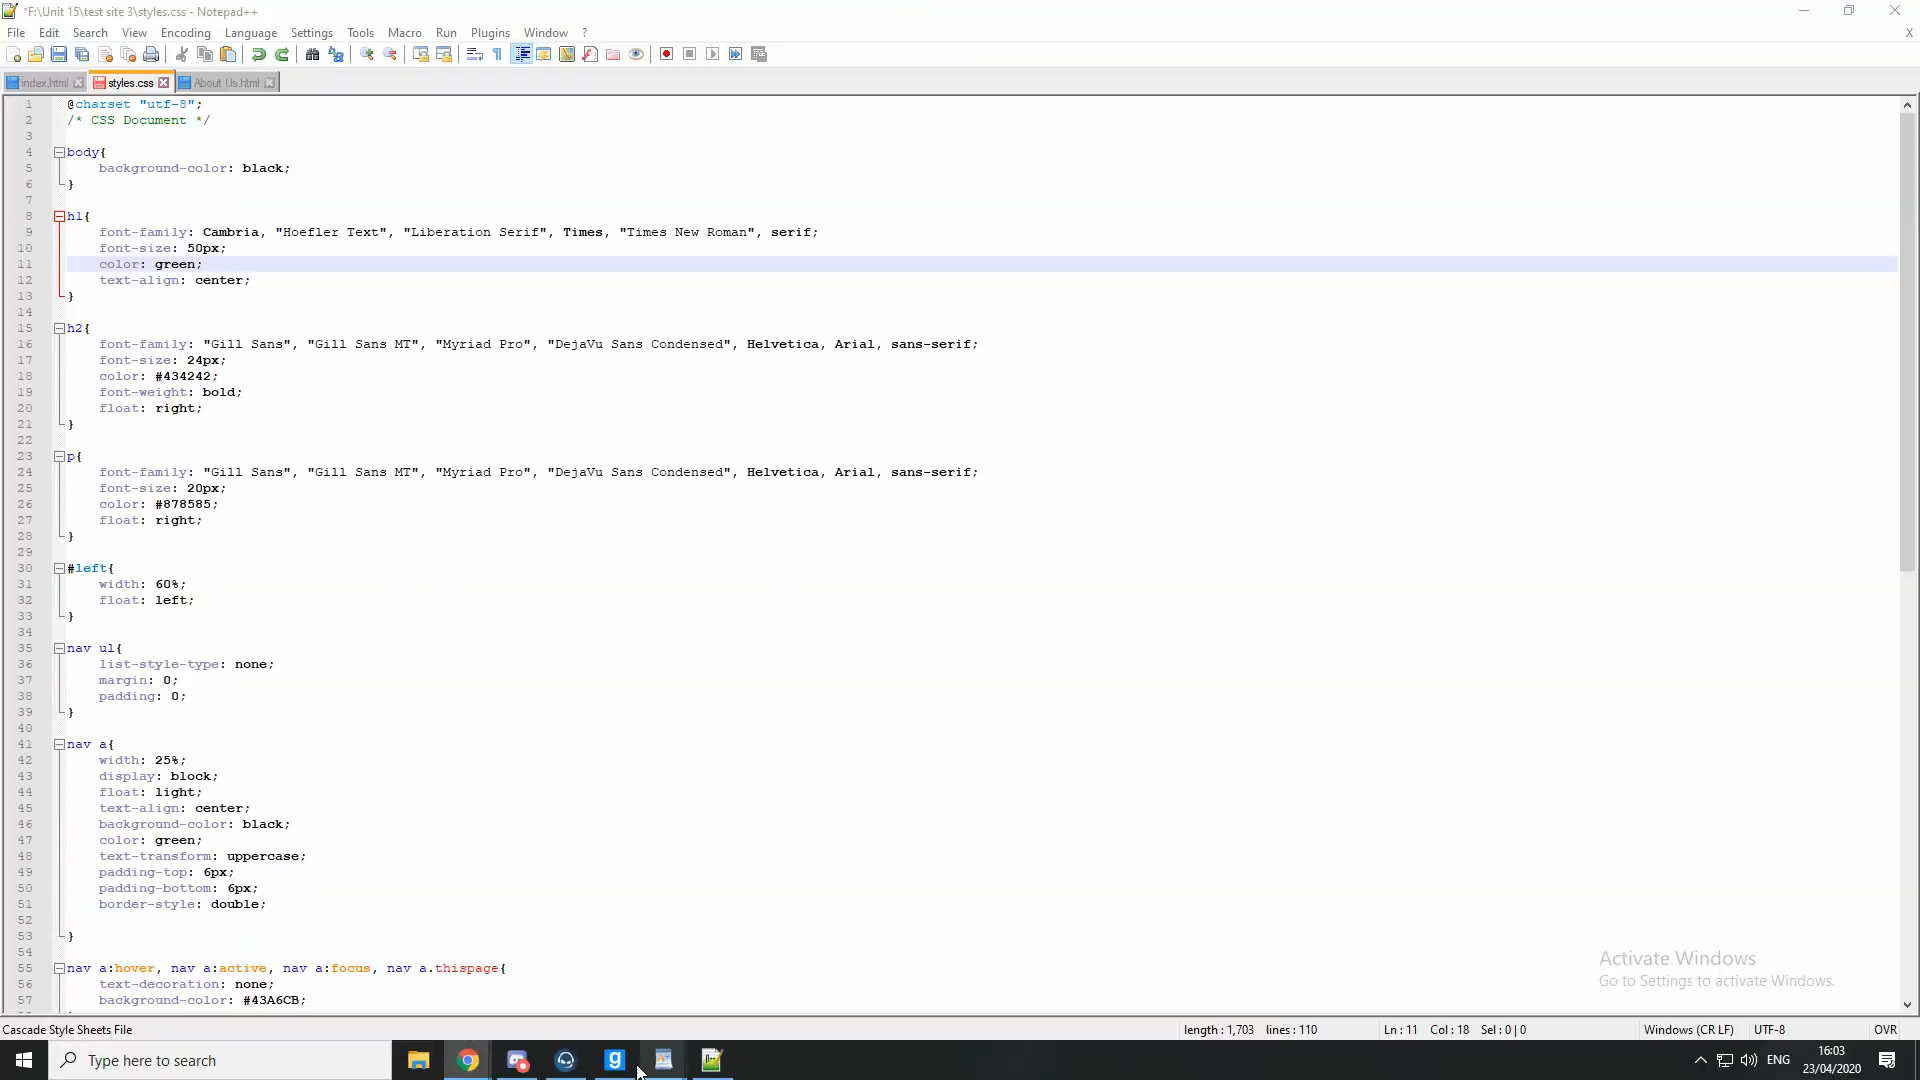 *F:\Unit 15\test site 3\styles.css - Notepad++
File Edit Search View Encoding Language Settings Tools Macro Run Plugins Window ? X
index.html styles.css About Us.html
1 @charset "utf-8";
2 /* CSS Document */
3
4 body{
5 background-color: black;
6 }
7
8 h1{
9 font-family: Cambria, "Hoefler Text", "Liberation Serif", Times, "Times New Roman", serif;
10 font-size: 50px;
11 color: green;
12 text-align: center;
13 }
14
15 h2{
16 font-family: "Gill Sans", "Gill Sans MT", "Myriad Pro", "DejaVu Sans Condensed", Helvetica, Arial, sans-serif;
17 font-size: 24px;
18 color: #434242;
19 font-weight: bold;
20 float: right;
21 }
22
23 p{
24 font-family: "Gill Sans", "Gill Sans MT", "Myriad Pro", "DejaVu Sans Condensed", Helvetica, Arial, sans-serif;
25 font-size: 20px;
26 color: #878585;
27 float: right;
28 }
29
30 #left{
31 width: 60%;
32 float: left;
33 }
34
35 nav ul{
36 list-style-type: none;
37 margin: 0;
38 padding: 0;
39 }
40
41 nav a{
42 width: 25%;
43 display: block;
44 float: light;
45 text-align: center;
46 background-color: black;
47 color: green;
48 text-transform: uppercase;
49 padding-top: 6px;
50 padding-bottom: 6px;
51 border-style: double;
52
53 }
54
55 nav a:hover, nav a:active, nav a:focus, nav a.thispage{
56 text-decoration: none;
57 background-color: #43A6CB;
Activate Windows
Go to Settings to activate Windows.
Cascade Style Sheets File length : 1,703 lines : 110 Ln : 11 Col : 18 Sel : 0 | 0 Windows (CR LF) UTF-8 OVR
Type here to search ENG 16:03
23/04/2020